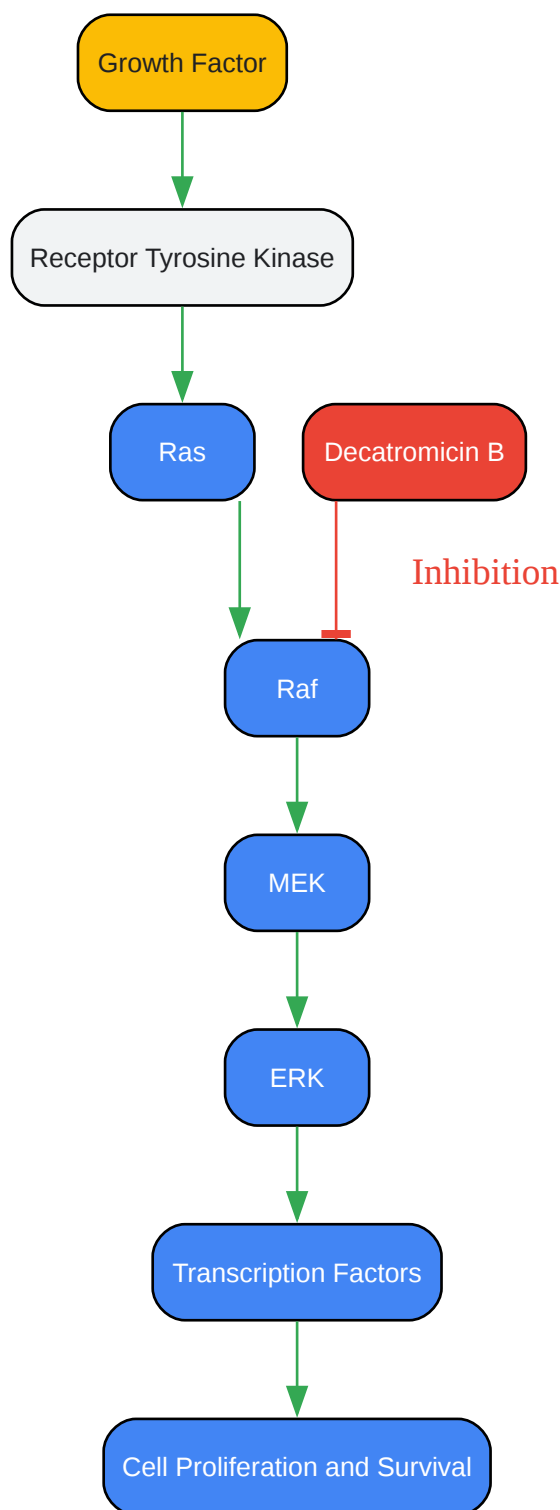 Growth Factor
Receptor Tyrosine Kinase
Ras
Decatromicin B
Inhibition
Raf
MEK
ERK
Transcription Factors
Cell Proliferation and Survival